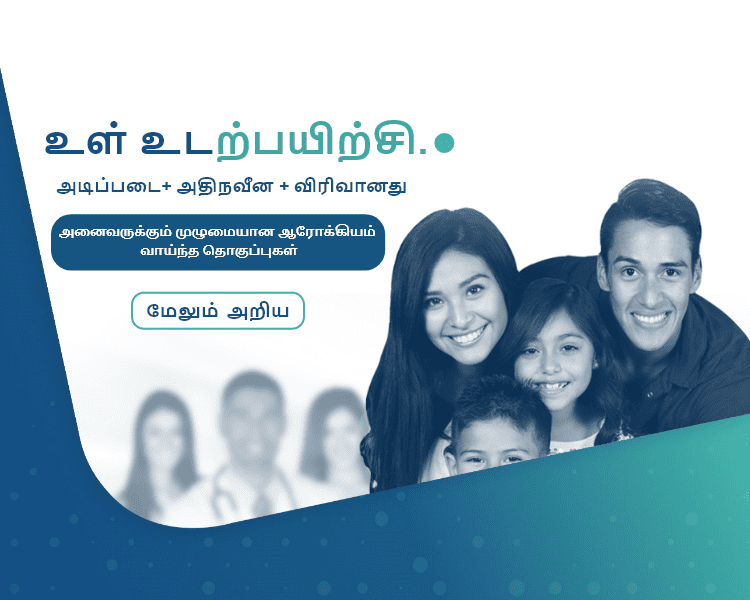 உள் உடற்பயிற்சி.
அடிப்படை+ அதிநவீன + விரிவானது
அனைவருக்கும் முழுமையான ஆரோக்கியம்
வாய்ந்த தொகுப்புகள்
மேலும் அறிய